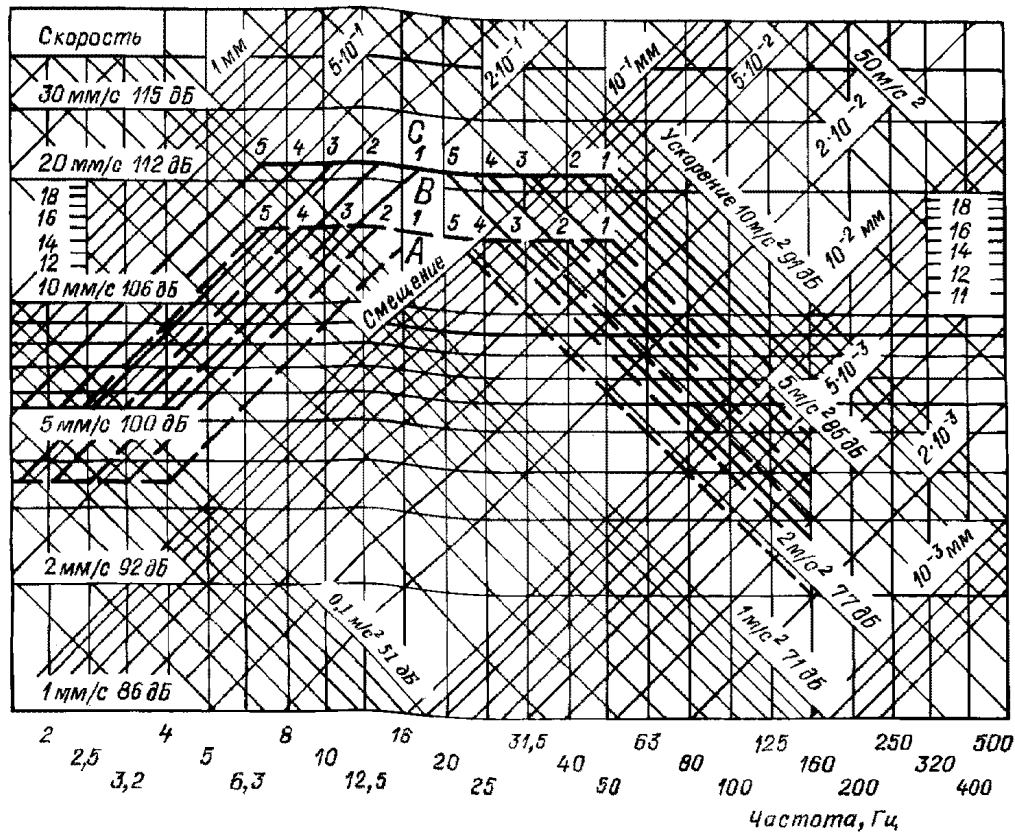 Скорость
1 мм
5·10⁻¹
2·10⁻¹
10⁻¹ мм
5·10⁻²
50 м/с²
2·10⁻²
30 мм/с 115 дБ
C
5 4 3 2 1 5 4 3 2 1
20 мм/с 112 дБ
Ускорение 10 м/с² 91 дБ
10⁻² мм
B
18
16
14
12
18
16
14
12
11
5 4 3 2 1 5 4 3 2 1
A
10 мм/с 106 дБ
Смещение
5 мм/с 100 дБ
5 м/с² 85 дБ
5·10⁻³
2·10⁻³
2 мм/с 92 дБ
2 м/с² 77 дБ
10⁻³ мм
0,1 м/с² 51 дБ
1 м/с² 71 дБ
1 мм/с 86 дБ
2 4 8 16 31,5 63 125 250 500
2,5 5 10 20 40 80 160 320
3,2 6,3 12,5 25 50 100 200 400
Частота, Гц